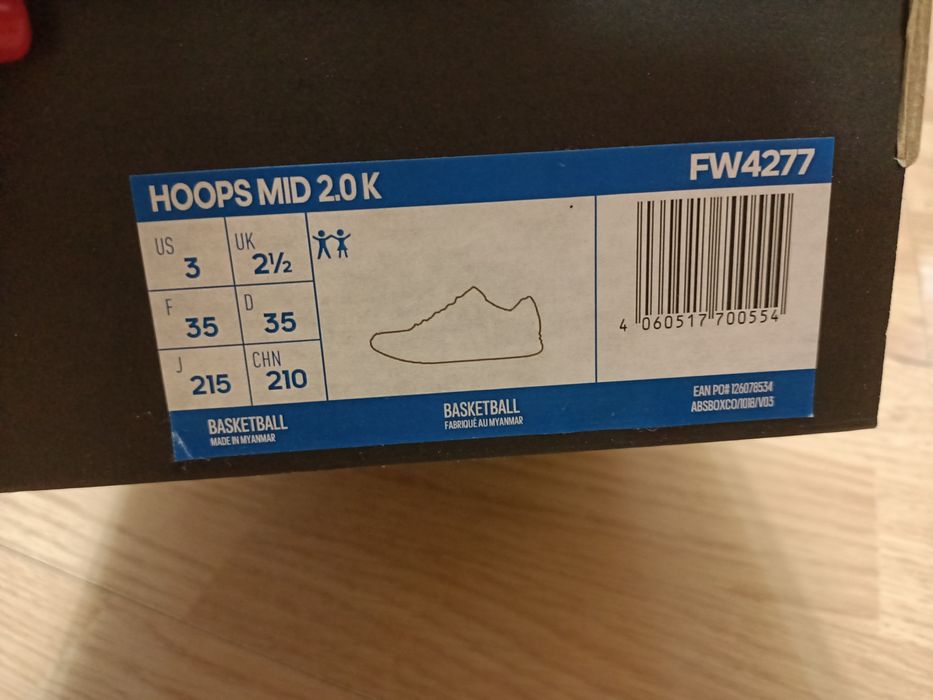 HOOPS MID 2.0 K
FW4277
US
3
UK
2½
F
35
D
35
J
215
CHN
210
4 060517 700554
BASKETBALL
MADE IN MYANMAR
BASKETBALL
FABRIQUÉ AU MYANMAR
EAN PO# 126078534
ABSBOXCO/1018/V03